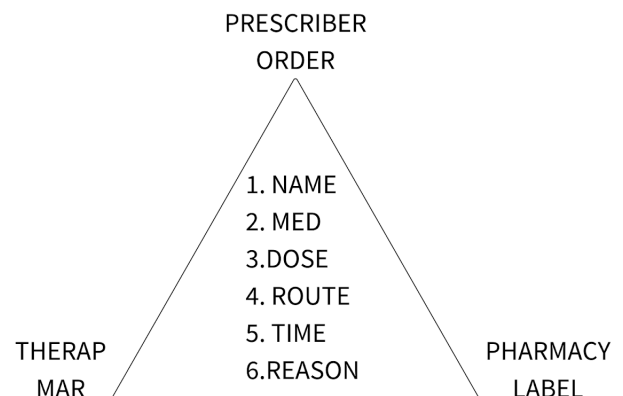 PRESCRIBER
ORDER
1. NAME
2. MED
3.DOSE
4. ROUTE
5. TIME
6.REASON
THERAP
MAR
PHARMACY
LABEL